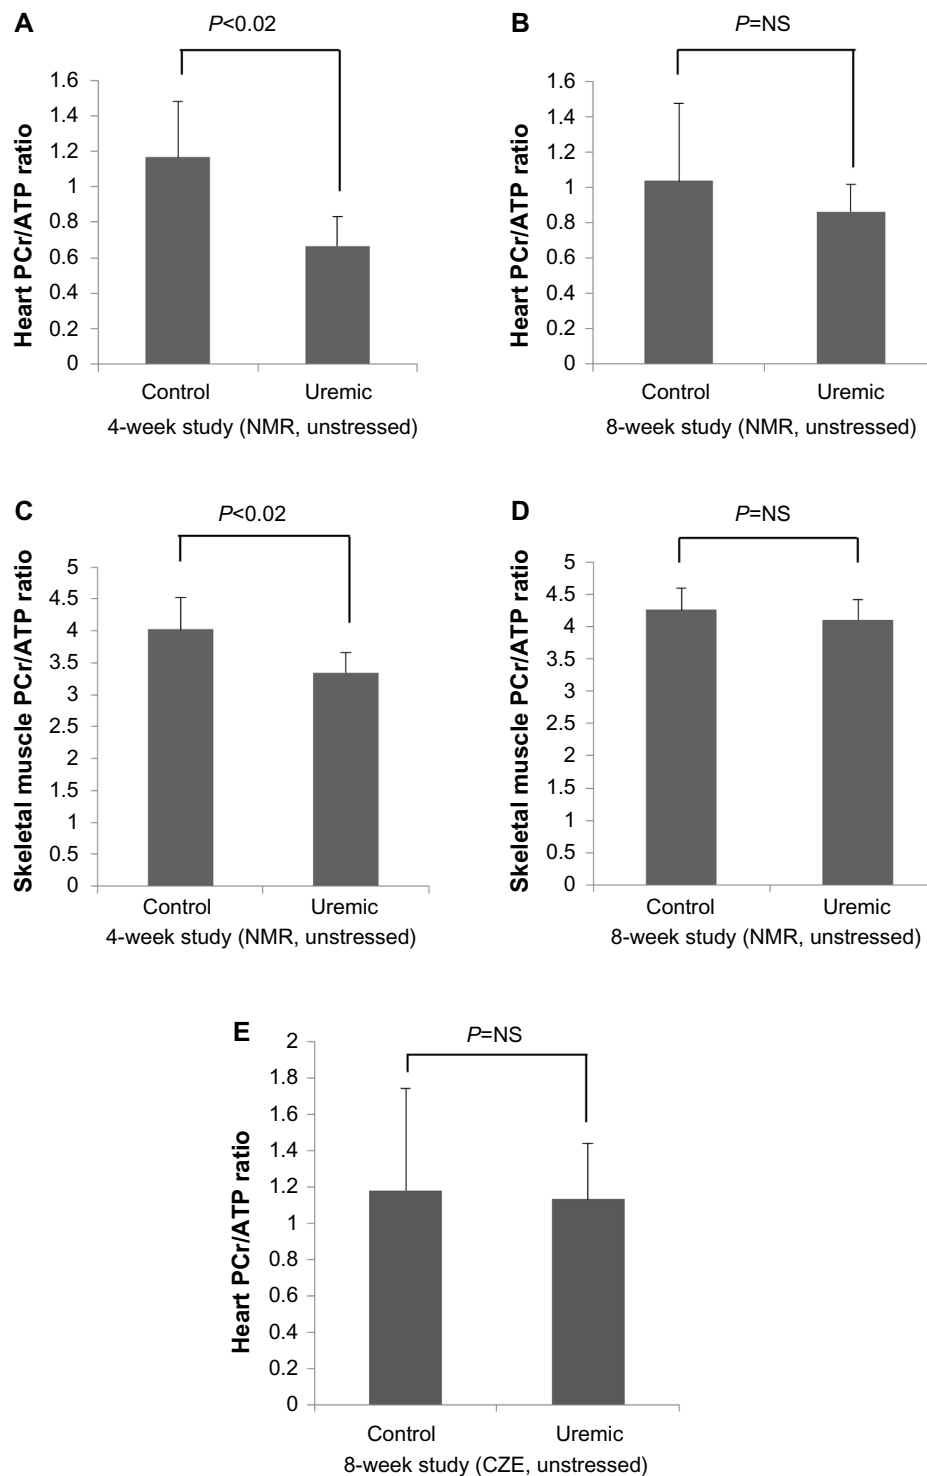 A
P<0.02
Heart PCr/ATP ratio
1.6
1.4
1.2
1
0.8
0.6
0.4
0.2
0
Control Uremic
4-week study (NMR, unstressed)
B
P=NS
Heart PCr/ATP ratio
1.6
1.4
1.2
1
0.8
0.6
0.4
0.2
0
Control Uremic
8-week study (NMR, unstressed)
C
P<0.02
Skeletal muscle PCr/ATP ratio
5
4.5
4
3.5
3
2.5
2
1.5
1
0.5
0
Control Uremic
4-week study (NMR, unstressed)
D
P=NS
Skeletal muscle PCr/ATP ratio
5
4.5
4
3.5
3
2.5
2
1.5
1
0.5
0
Control Uremic
8-week study (NMR, unstressed)
E
P=NS
Heart PCr/ATP ratio
2
1.8
1.6
1.4
1.2
1
0.8
0.6
0.4
0.2
0
Control Uremic
8-week study (CZE, unstressed)